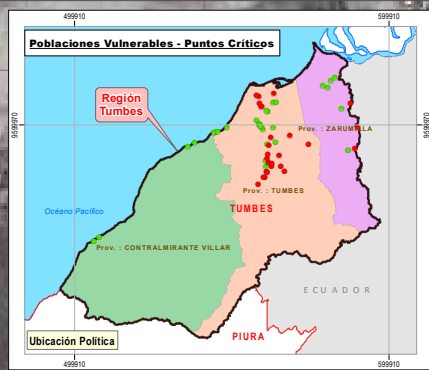 499910
599910
Poblaciones Vulnerables - Puntos Críticos
Región
Tumbes
9599970
9599970
Prov. : ZARUMILLA
Prov. : TUMBES
TUMBES
Océano Pacífico
Prov. : CONTRALMIRANTE VILLAR
ECUADOR
PIURA
Ubicación Política
499910
599910